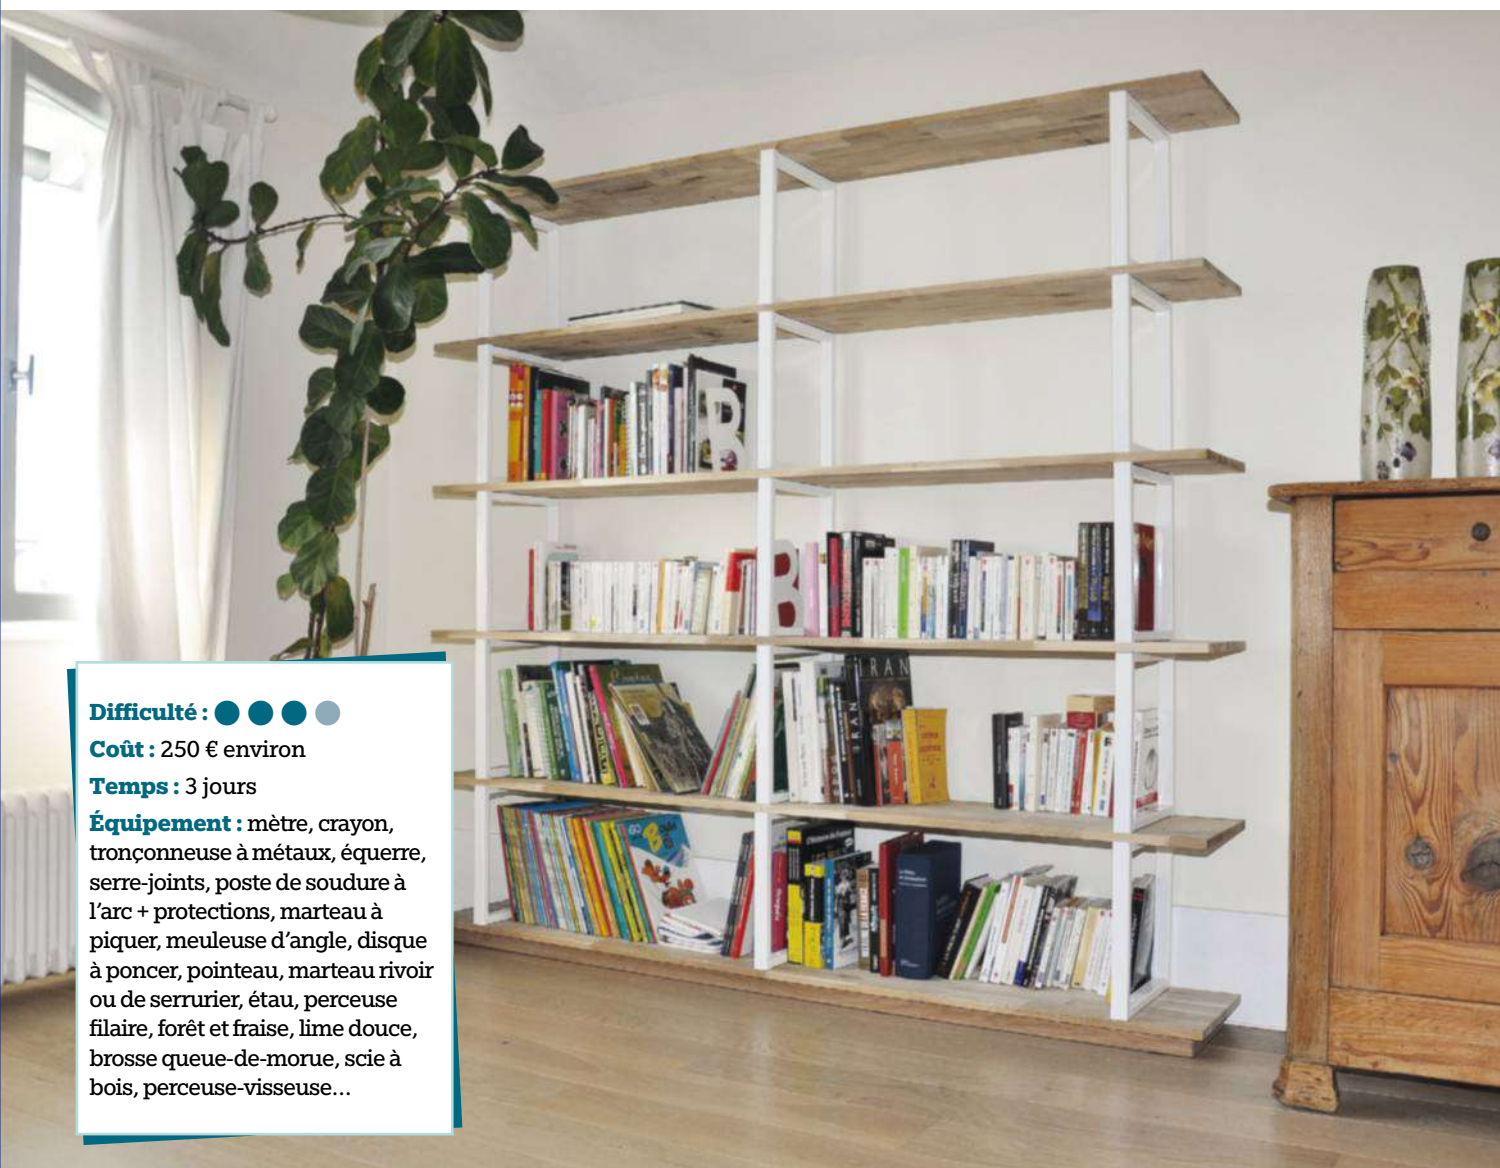 Difficulté :
Coût : 250 € environ
Temps : 3 jours
Équipement : mètre, crayon,
tronçonneuse à métaux, équerre,
serre-joints, poste de soudure à
l’arc + protections, marteau à
piquer, meuleuse d’angle, disque
à poncer, pointeau, marteau rivoir
ou de serrurier, étau, perceuse
filaire, forêt et fraise, lime douce,
brosse queue-de-morue, scie à
bois, perceuse-visseuse…
B
B
IRAN
IRAN